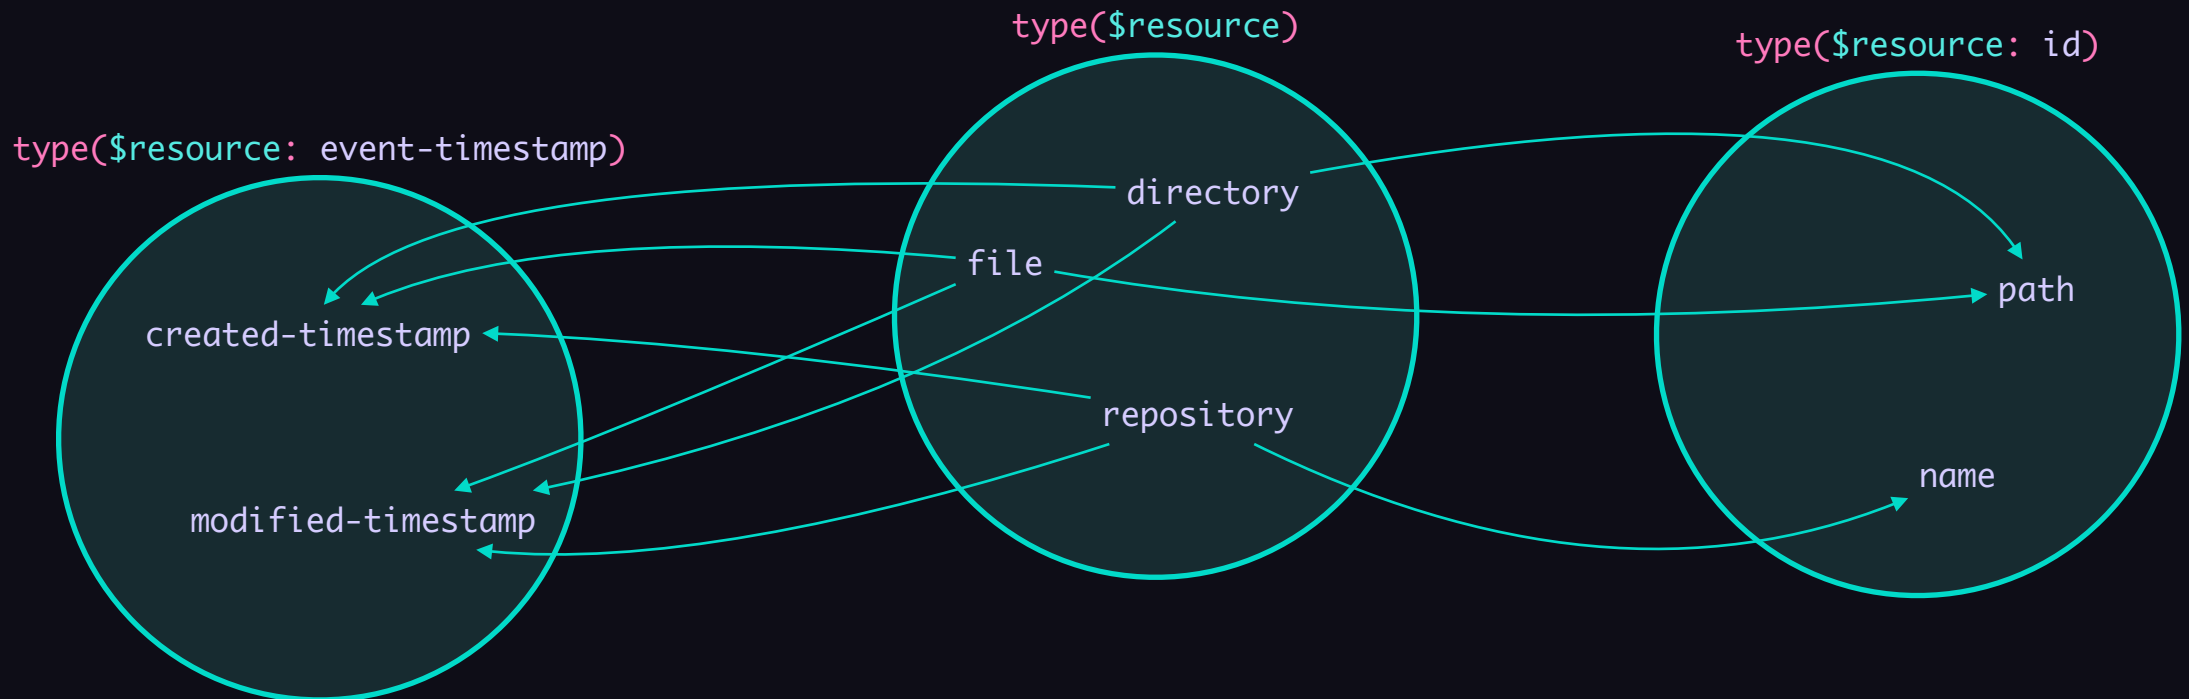 type($resource: event-timestamp)
created-timestamp
modified-timestamp
type($resource)
directory
file
repository
type($resource: id)
path
name